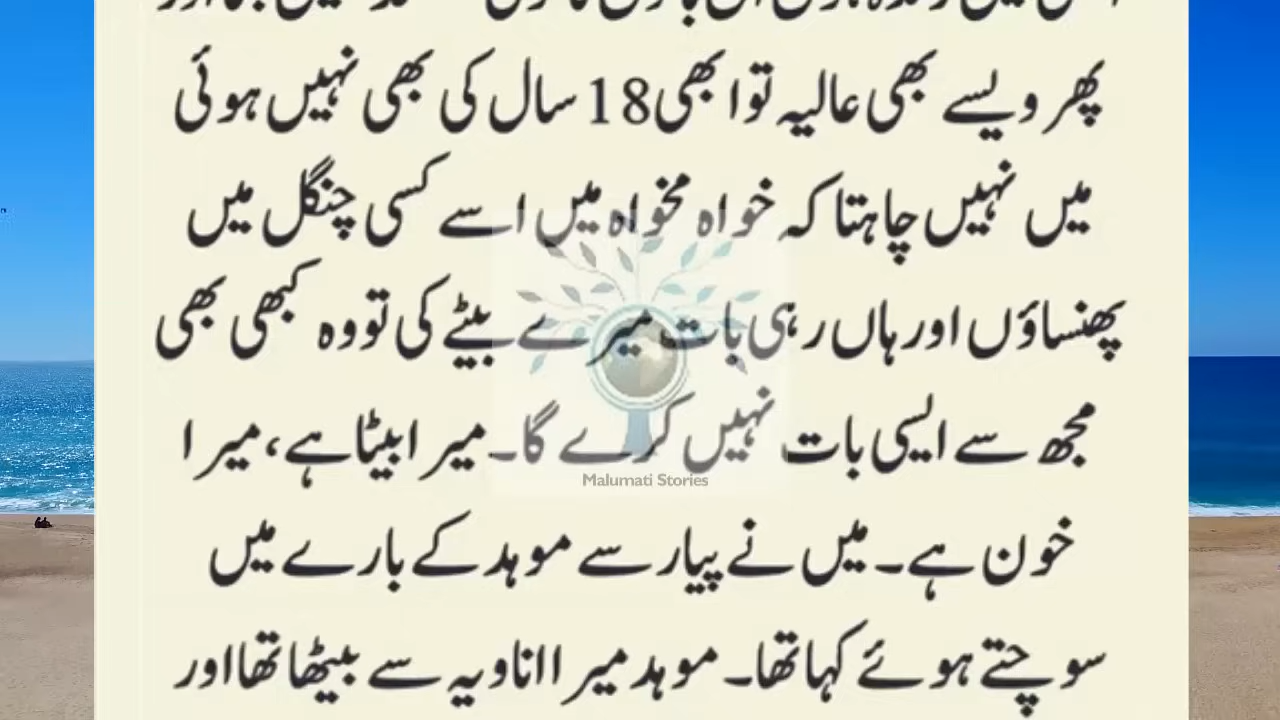 پھر ویسے بھی عالیہ تو ابھی 18 سال کی بھی نہیں ہوئی
میں نہیں چاہتا کہ خواہ مخواہ میں اسے کسی چنگل میں
پھنساؤں اور ہاں رہی بات میرے بیٹے کی تو وہ کبھی بھی
مجھ سے ایسی بات نہیں کرے گا۔ میرا بیٹا ہے، میرا
Malumati Stories
خون ہے۔ میں نے پیار سے موہد کے بارے میں
سوچتے ہوئے کہا تھا۔ موہد میرا اناویہ سے بیٹھا تھا اور